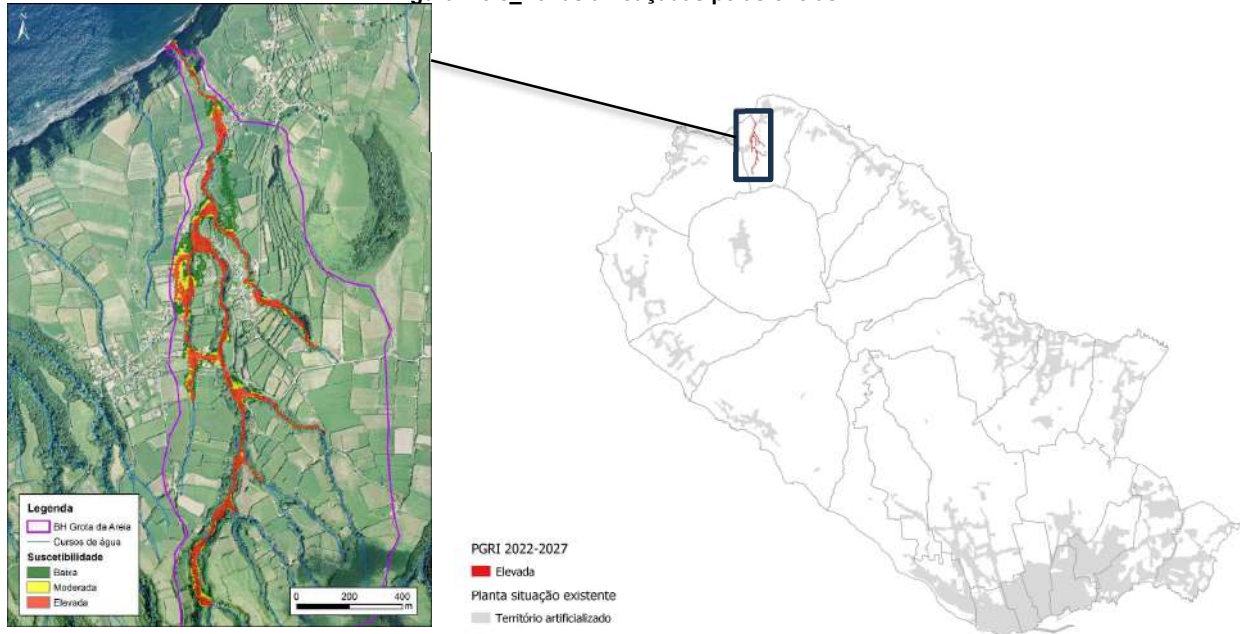 Legenda
BH Grota da Areia
Cursos de água
Suscetibilidade
Baixa
Moderada
Elevada
0 200 400
m
PGRI 2022-2027
Elevada
Planta situação existente
Território artificializado